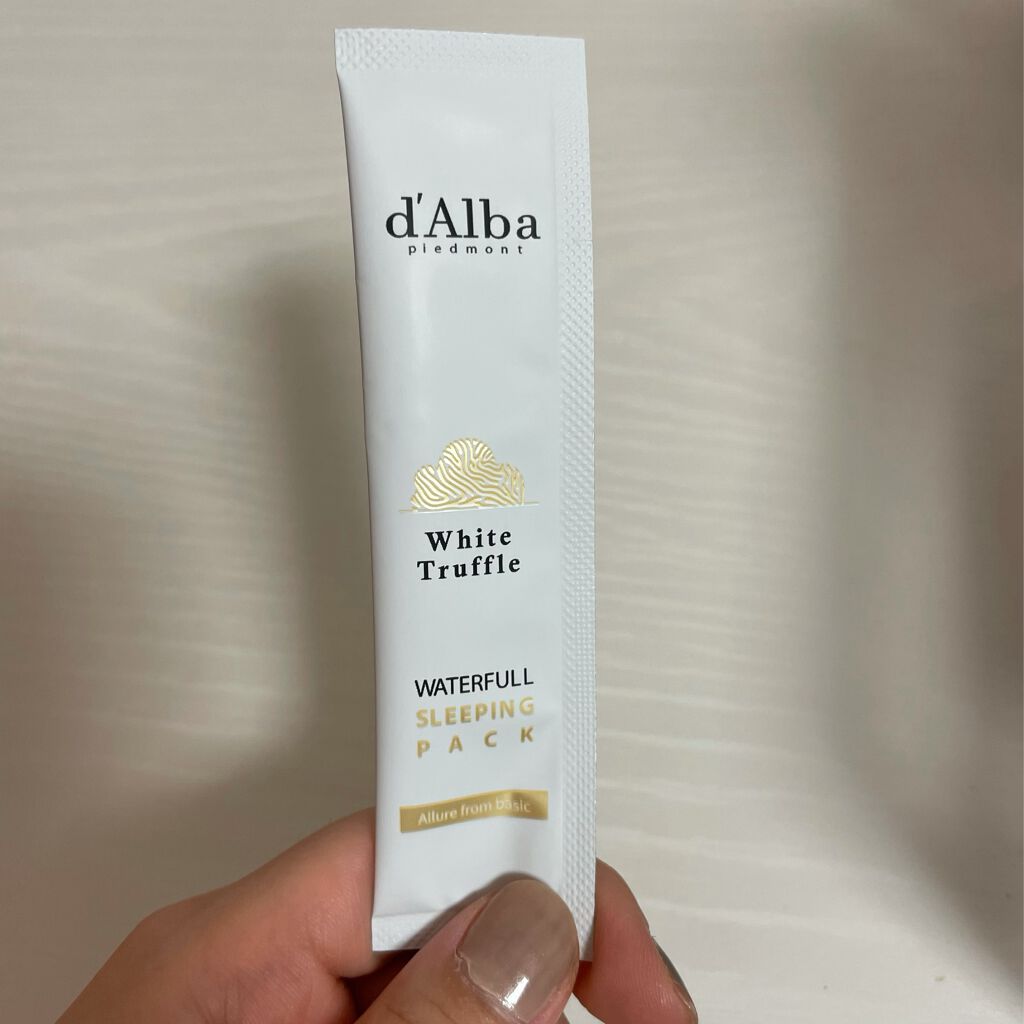 d'Alba
piedmont
White
Truffle
WATERFULL
SLEEPING
PACK
Allure from basic